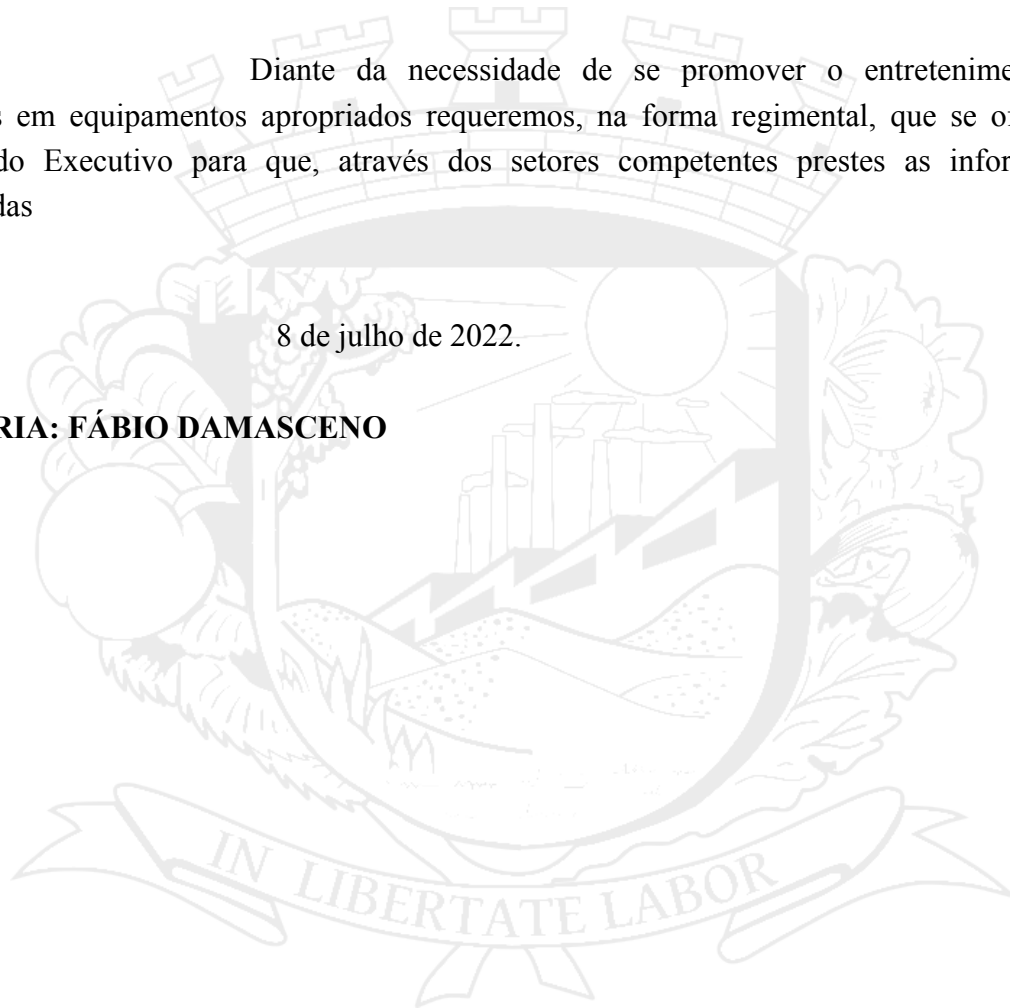 Diante da necessidade de se promover o entretenime
s em equipamentos apropriados requeremos, na forma regimental, que se o
do Executivo para que, através dos setores competentes prestes as infor
das
8 de julho de 2022.
RIA: FÁBIO DAMASCENO
IN LIBERTATE LABOR